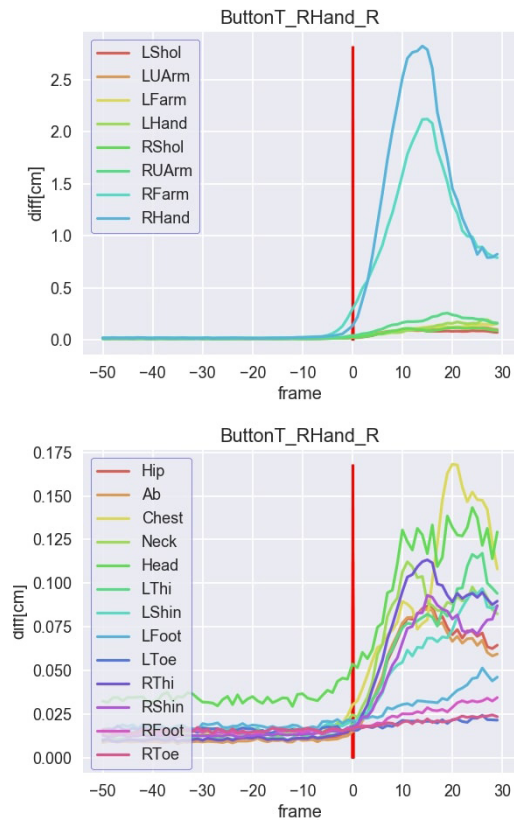 ButtonT_RHand_R
2.5
2.0
1.5
1.0
0.5
0.0
diff[cm]
LShol
LUArm
LFarm
LHand
RShol
RUArm
RFarm
RHand
−50 −40 −30 −20 −10 0 10 20 30
frame
ButtonT_RHand_R
0.175
0.150
0.125
0.100
0.075
0.050
0.025
0.000
diff[cm]
Hip
Ab
Chest
Neck
Head
LThi
LShin
LFoot
LToe
RThi
RShin
RFoot
RToe
−50 −40 −30 −20 −10 0 10 20 30
frame